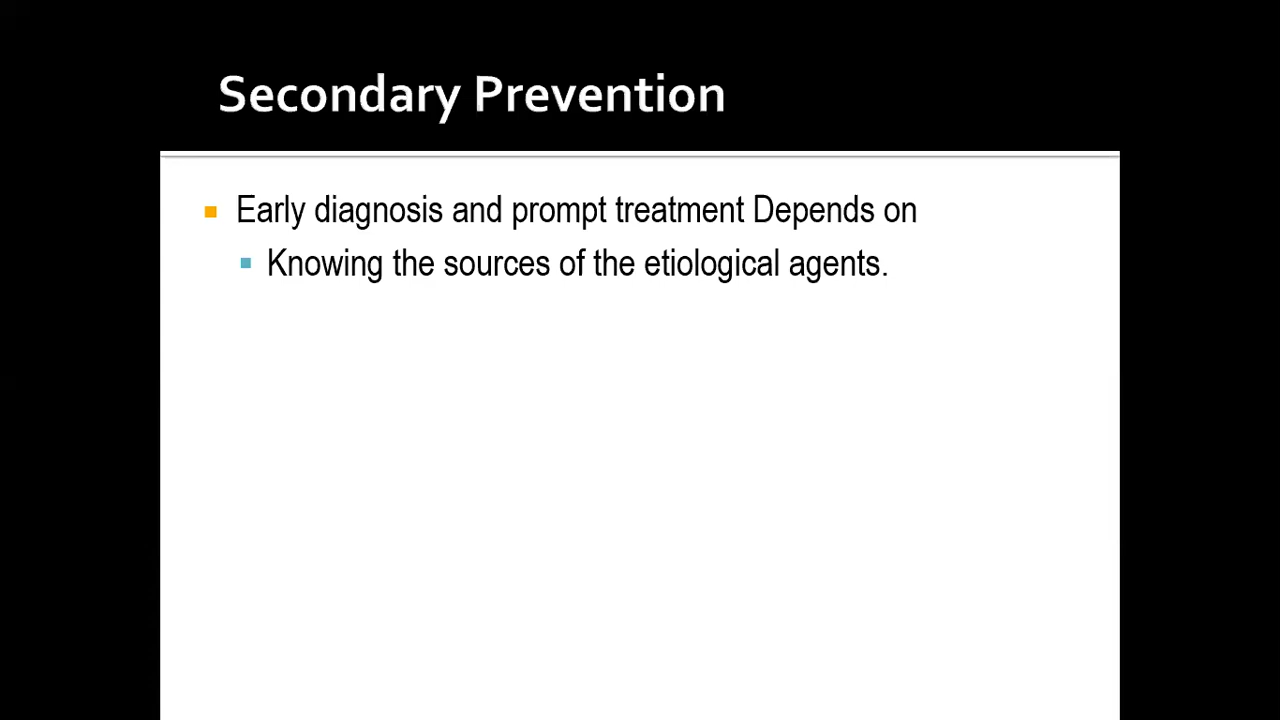 Secondary Prevention
Early diagnosis and prompt treatment Depends on
Knowing the sources of the etiological agents.